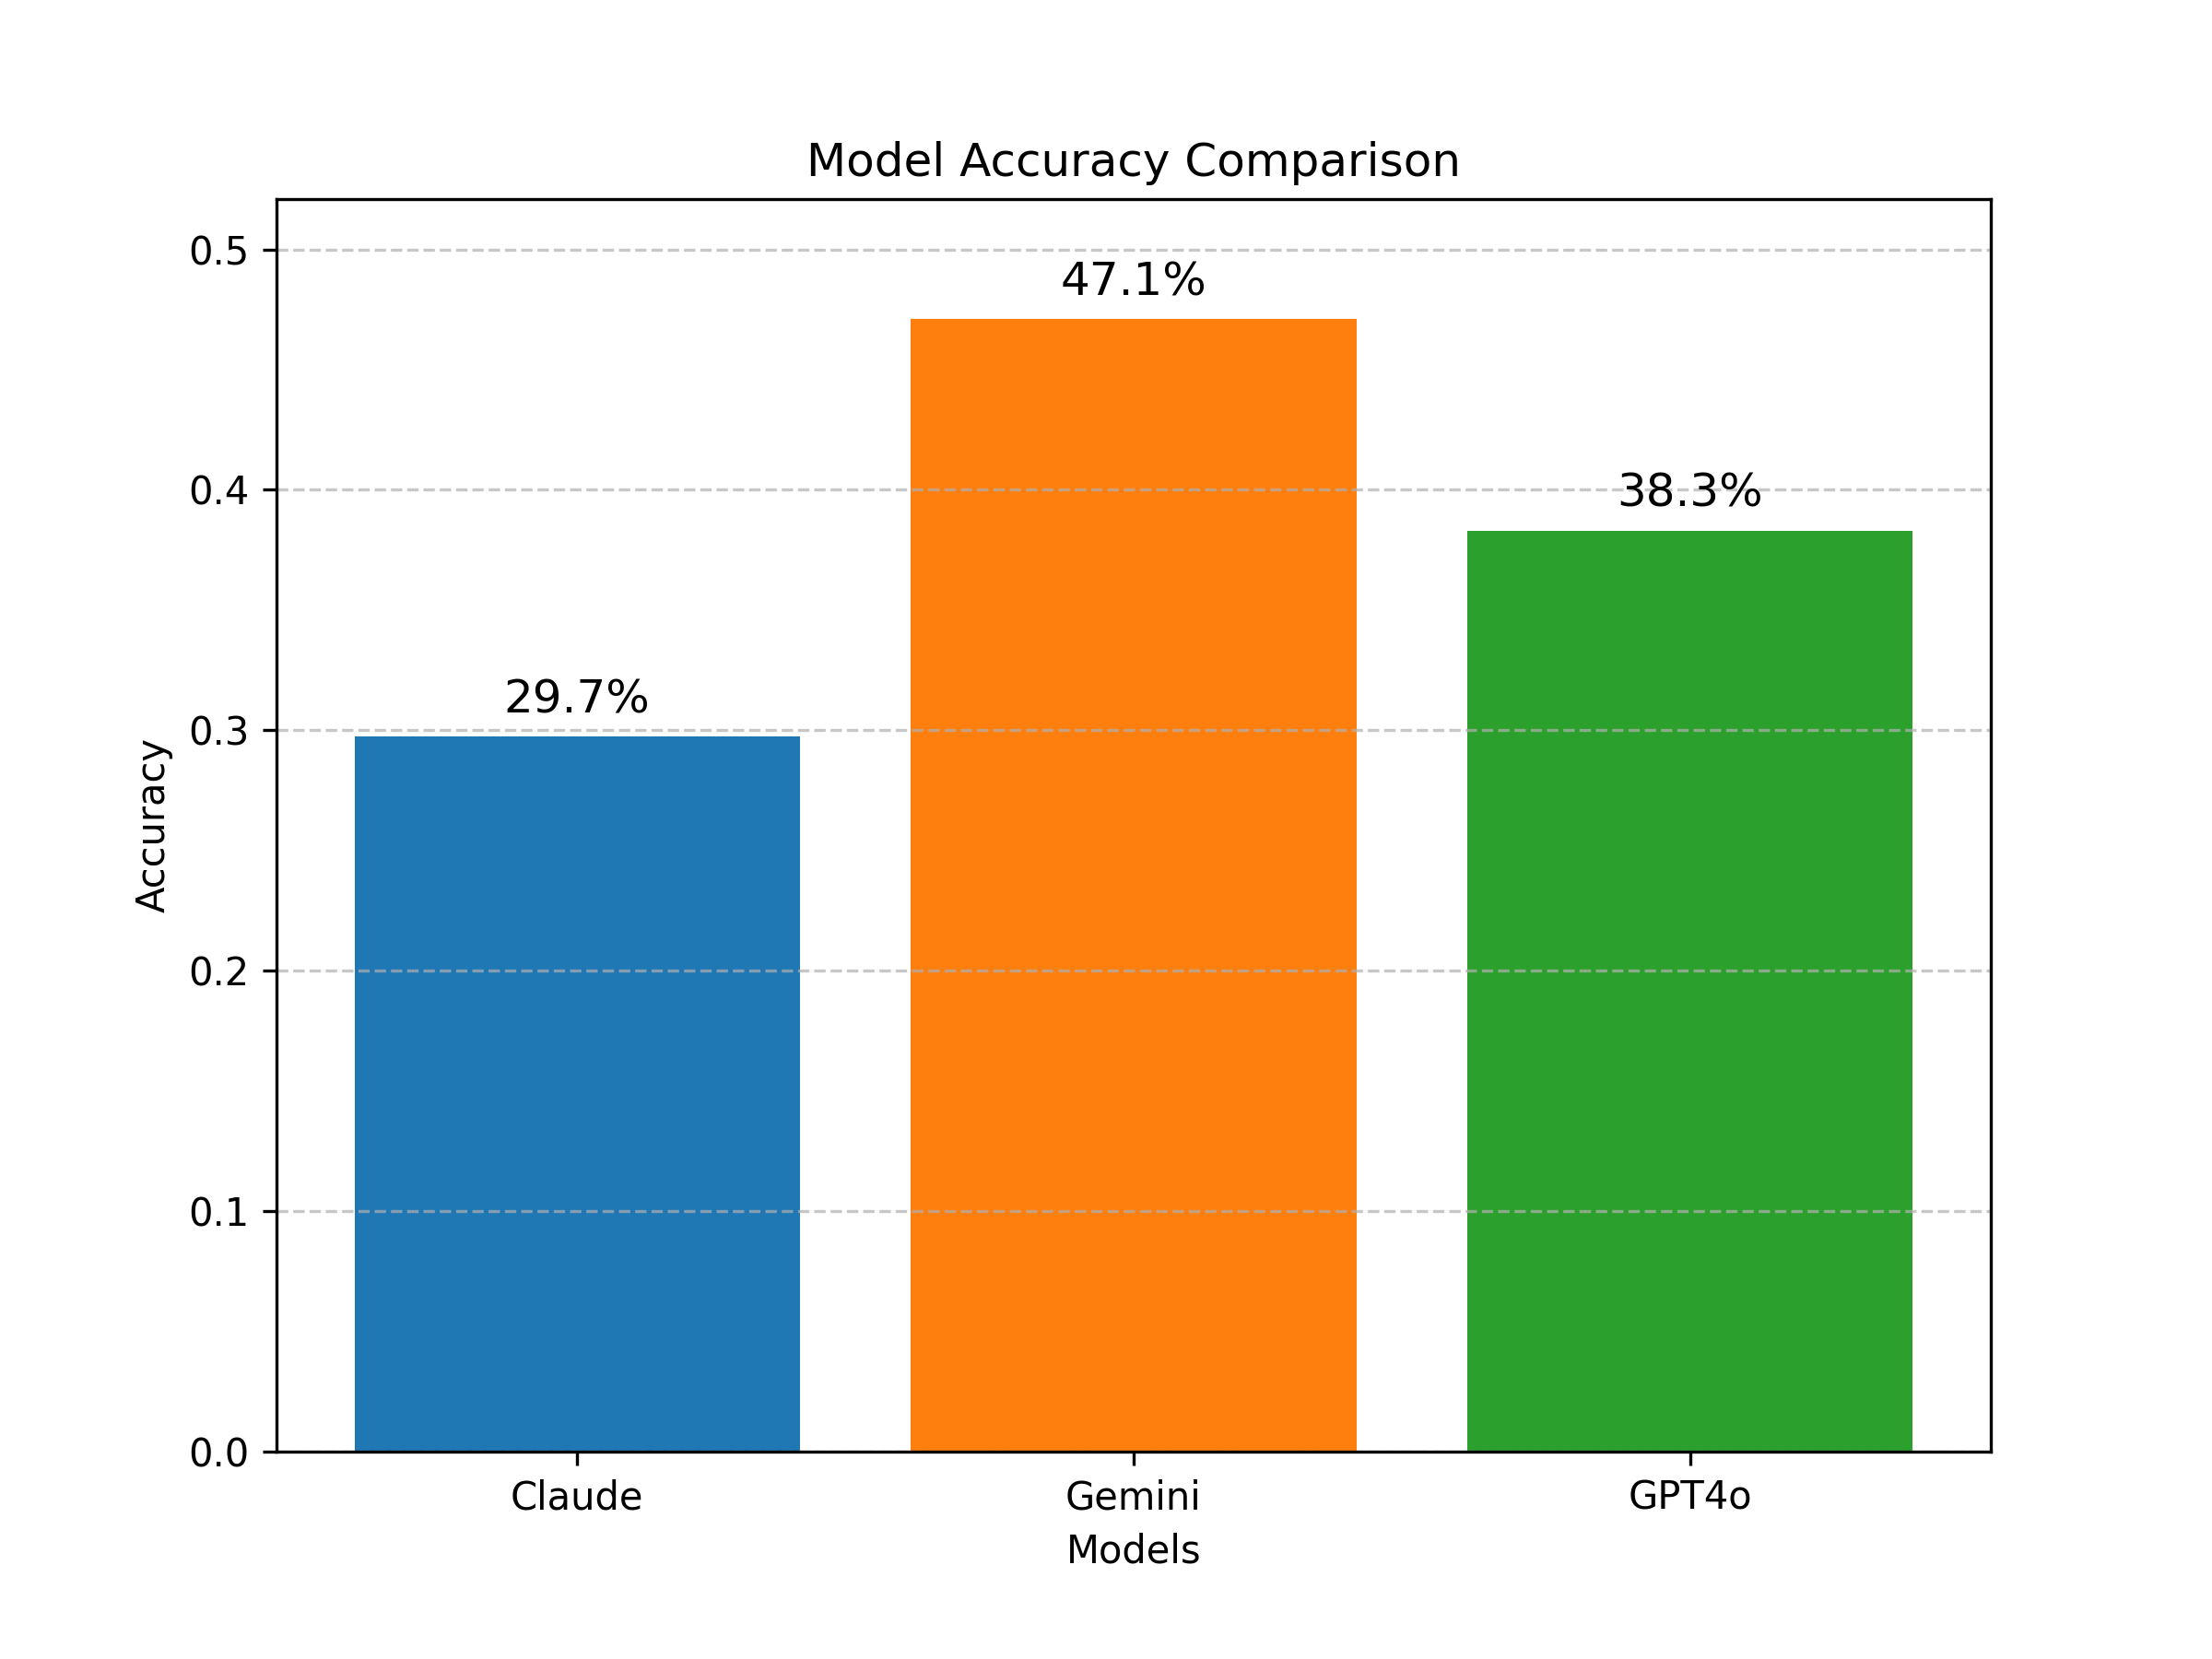 Model Accuracy Comparison
0.5
47.1%
0.4
38.3%
29.7%
0.3
Accuracy
0.2
0.1
0.0
Claude Gemini GPT4o
Models